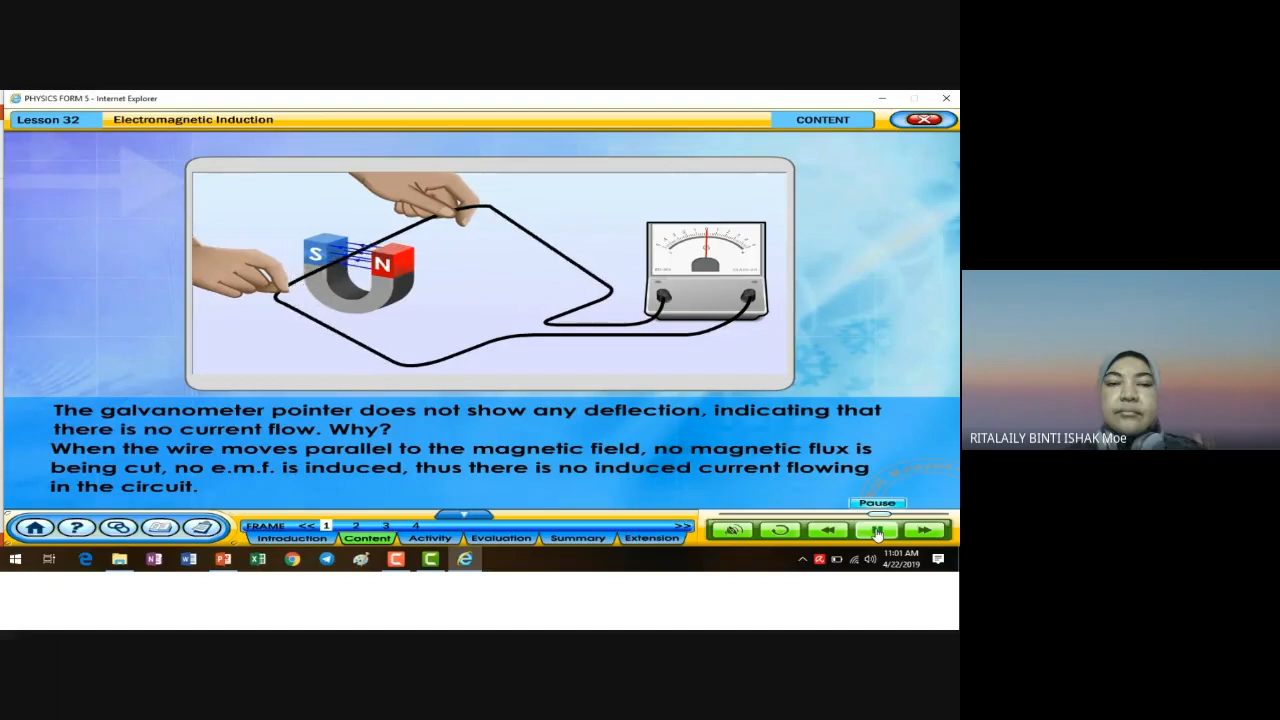 PHYSICS FORM 5 - Internet Explorer
Lesson 32
Electromagnetic Induction
CONTENT
S
N
The galvanometer pointer does not show any deflection, indicating that
there is no current flow. Why?
When the wire moves parallel to the magnetic field, no magnetic flux is
being cut, no e.m.f. is induced, thus there is no induced current flowing
in the circuit.
Pause
FRAME << 1 2 3 4 >>
Introduction Content Activity Evaluation Summary Extension
11:01 AM
4/22/2019
RITALAILY BINTI ISHAK Moe